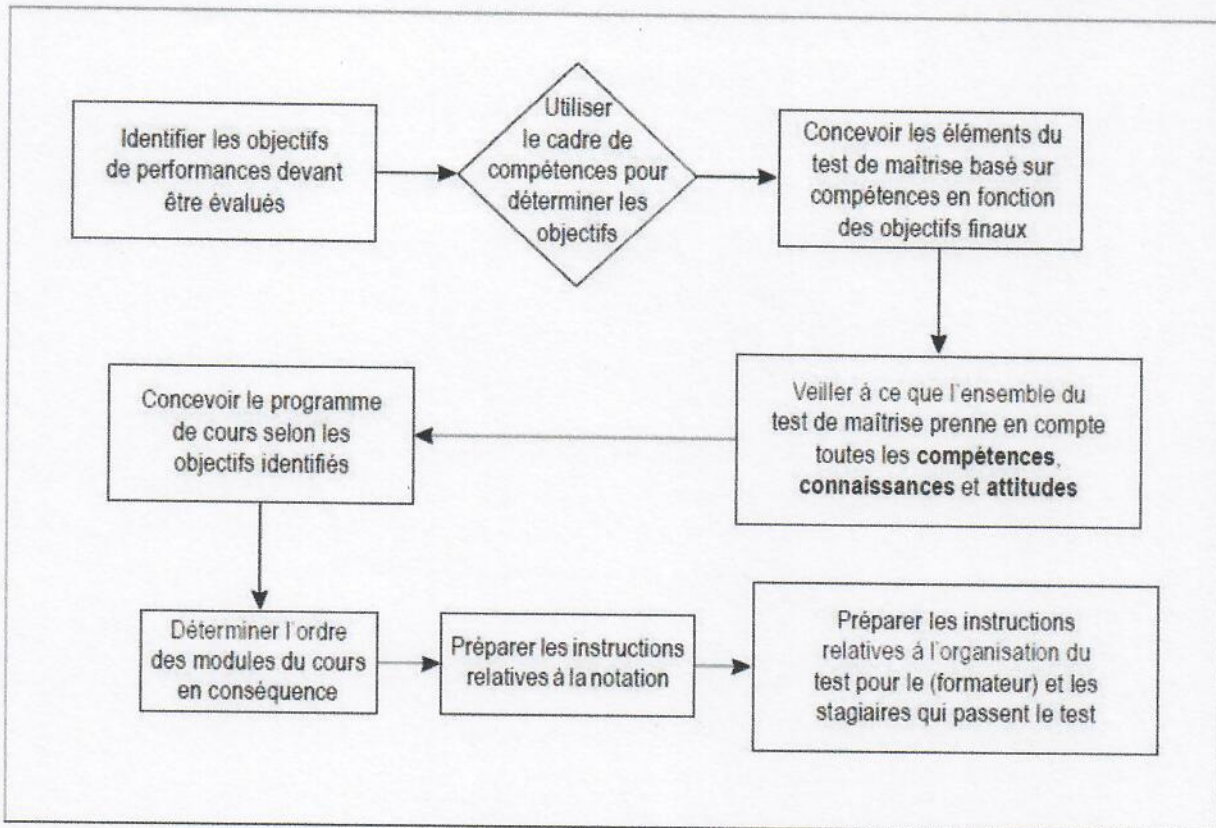 Identifier les objectifs
de performances devant
être évalués
Utiliser
le cadre de
compétences pour
déterminer les
objectifs
Concevoir les éléments du
test de maîtrise basé sur
compétences en fonction
des objectifs finaux
Veiller à ce que l'ensemble du
test de maîtrise prenne en compte
toutes les compétences,
connaissances et attitudes
Concevoir le programme
de cours selon les
objectifs identifiés
Déterminer l'ordre
des modules du cours
en conséquence
Préparer les instructions
relatives à la notation
Préparer les instructions
relatives à l'organisation du
test pour le (formateur) et les
stagiaires qui passent le test